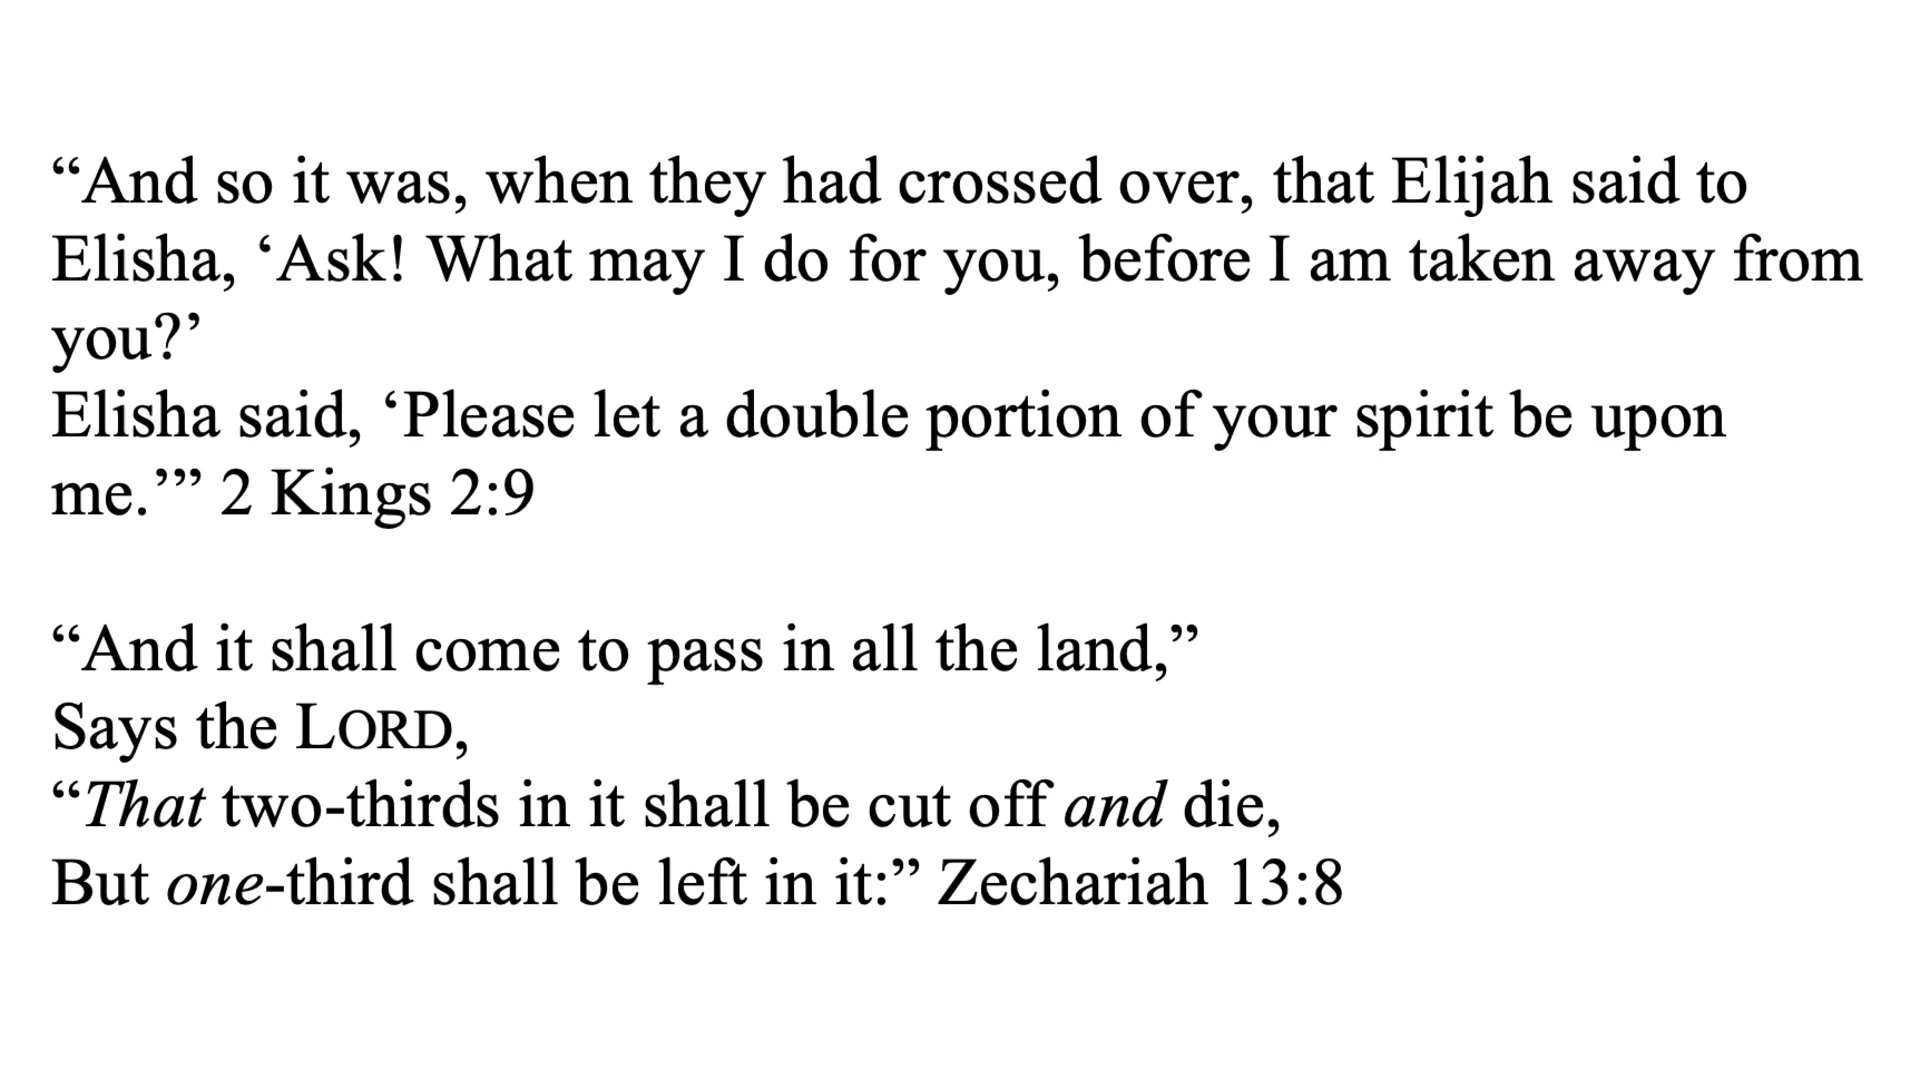 “And so it was, when they had crossed over, that Elijah said to
Elisha, ‘Ask! What may I do for you, before I am taken away from
you?’
Elisha said, ‘Please let a double portion of your spirit be upon
me.’” 2 Kings 2:9
“And it shall come to pass in all the land,”
Says the LORD,
“That two-thirds in it shall be cut off and die,
But one-third shall be left in it:” Zechariah 13:8